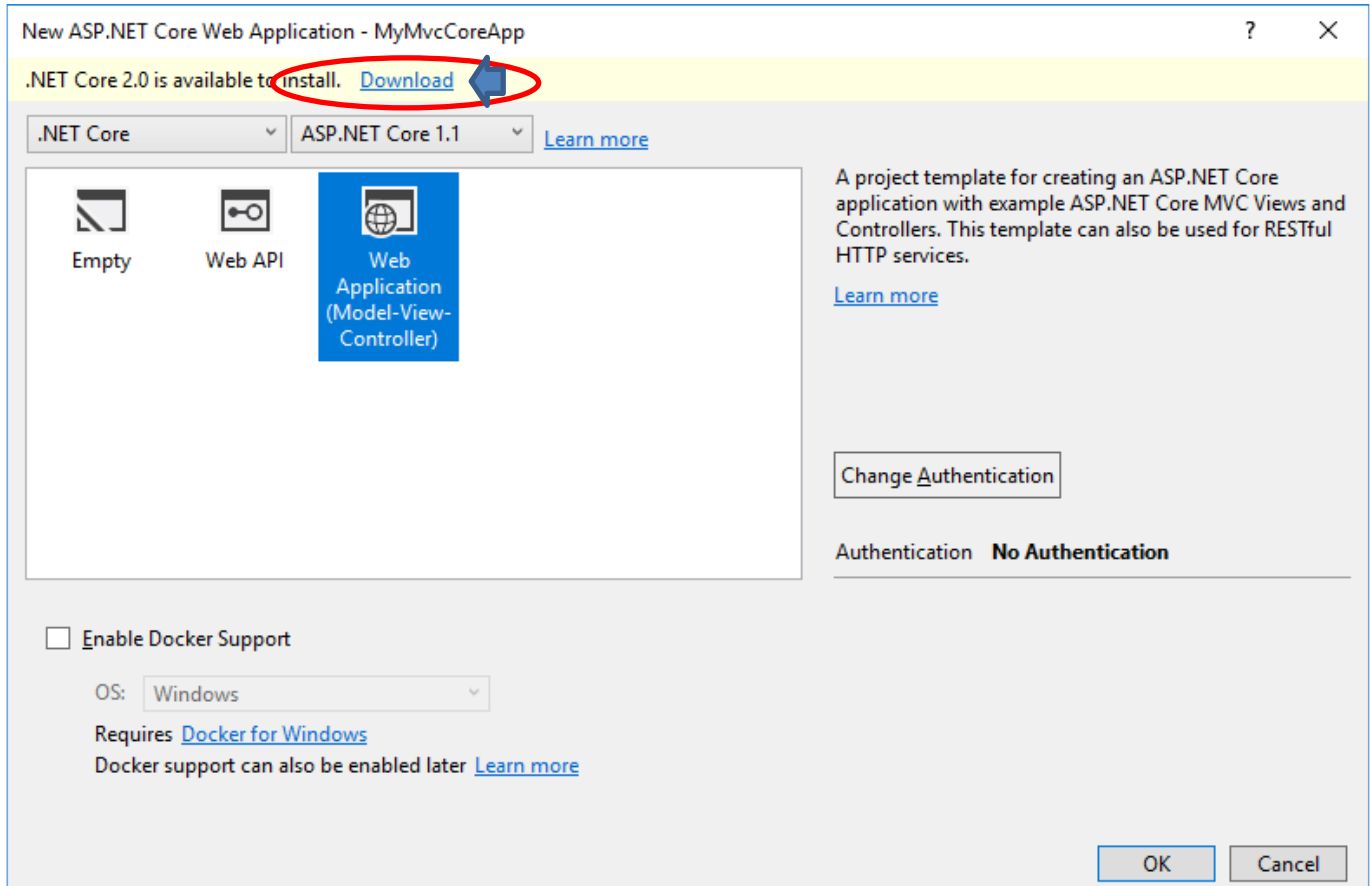 New ASP.NET Core Web Application - MyMvcCoreApp
?
.NET Core 2.0 is available to install. Download
.NET Core
ASP.NET Core 1.1
Learn more
Empty
Web API
Web
Application
(Model-View-
Controller)
A project template for creating an ASP.NET Core
application with example ASP.NET Core MVC Views and
Controllers. This template can also be used for RESTful
HTTP services.
Learn more
Change Authentication
Authentication No Authentication
Enable Docker Support
OS: Windows
Requires Docker for Windows
Docker support can also be enabled later Learn more
OK
Cancel